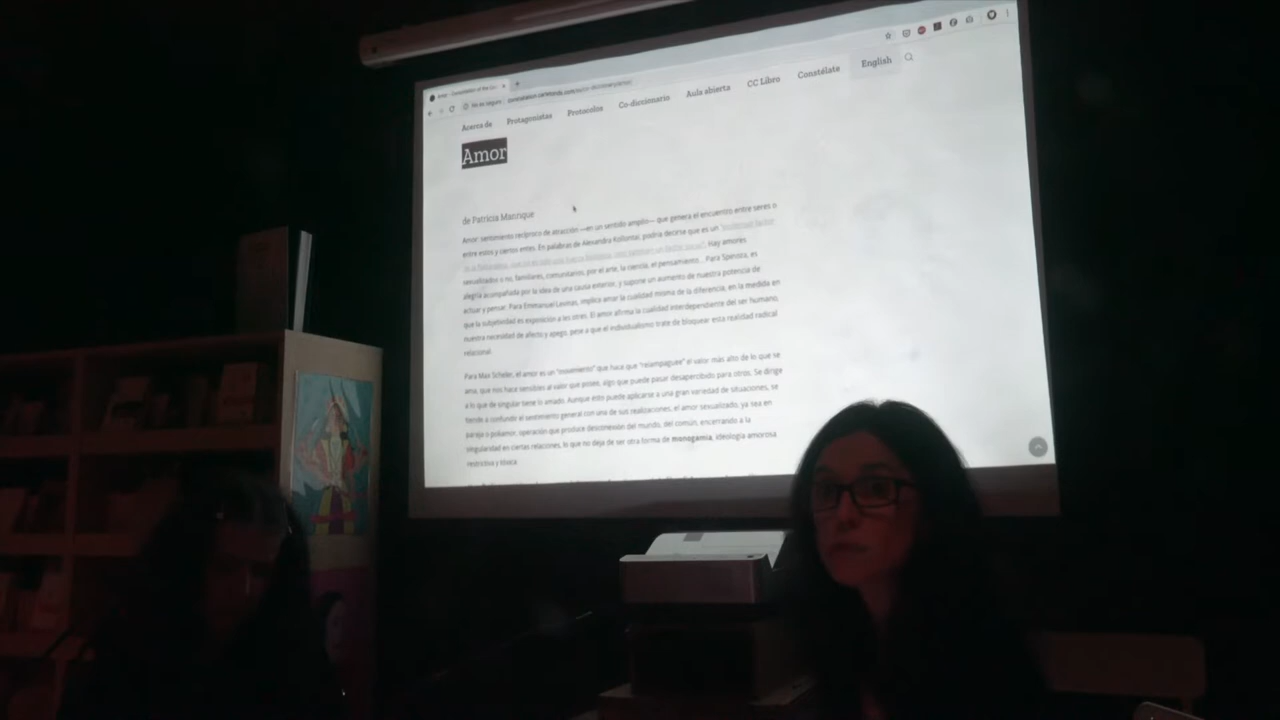 No es seguro
Acerca de Protagonistas Protocolos Co-diccionario Aula abierta CC Libro Constélate English
Amor
de Patricia Manrique
Amor: sentimiento recíproco de atracción —en un sentido amplio— que genera el encuentro entre seres o
entre estos y ciertos entes. En palabras de Alexandra Kollontai, podría decirse que es un
Hay amores
sexualizados o no, familiares, comunitarios, por el arte, la ciencia, el pensamiento... Para Spinoza, es
alegría acompañada por la idea de una causa exterior, y supone un aumento de nuestra potencia de
actuar y pensar. Para Emmanuel Levinas, implica amar la cualidad misma de la diferencia, en la medida en
que la subjetividad es exposición a les otres. El amor afirma la cualidad interdependiente del ser humano,
nuestra necesidad de afecto y apego, pese a que el individualismo trate de bloquear esta realidad radical
relacional.
Para Max Scheler, el amor es un "movimiento" que hace que "relampaguee" el valor más alto de lo que se
ama, que nos hace sensibles al valor que posee, algo que puede pasar desapercibido para otros. Se dirige
a lo que de singular tiene lo amado. Aunque esto puede aplicarse a una gran variedad de situaciones, se
tiende a confundir el sentimiento general con una de sus realizaciones, el amor sexualizado, ya sea en
pareja o poliamor, operación que produce desconexión del mundo, del común, encerrando a la
singularidad en ciertas relaciones, lo que no deja de ser otra forma de monogamia, ideología amorosa
restrictiva y tóxica